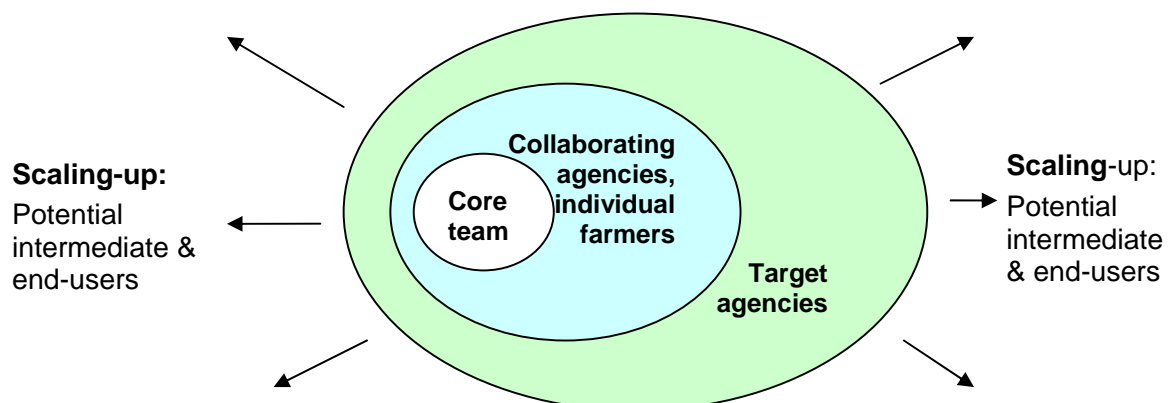 Scaling-up:
Potential
intermediate &
end-users
Core
team
Collaborating
agencies,
individual
farmers
Target
agencies
Scaling-up:
Potential
intermediate
& end-users